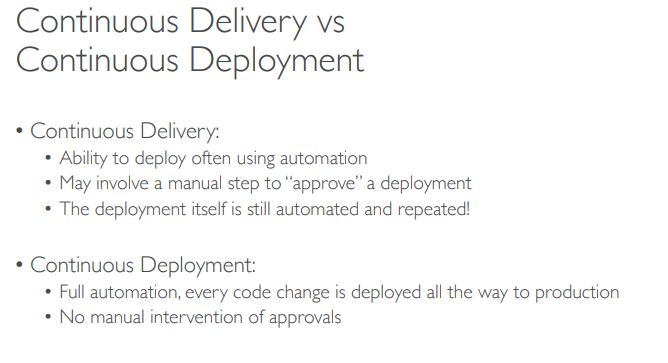 Continuous Delivery vs
Continuous Deployment
• Continuous Delivery:
• Ability to deploy often using automation
• May involve a manual step to “approve” a deployment
• The deployment itself is still automated and repeated!
• Continuous Deployment:
• Full automation, every code change is deployed all the way to production
• No manual intervention of approvals